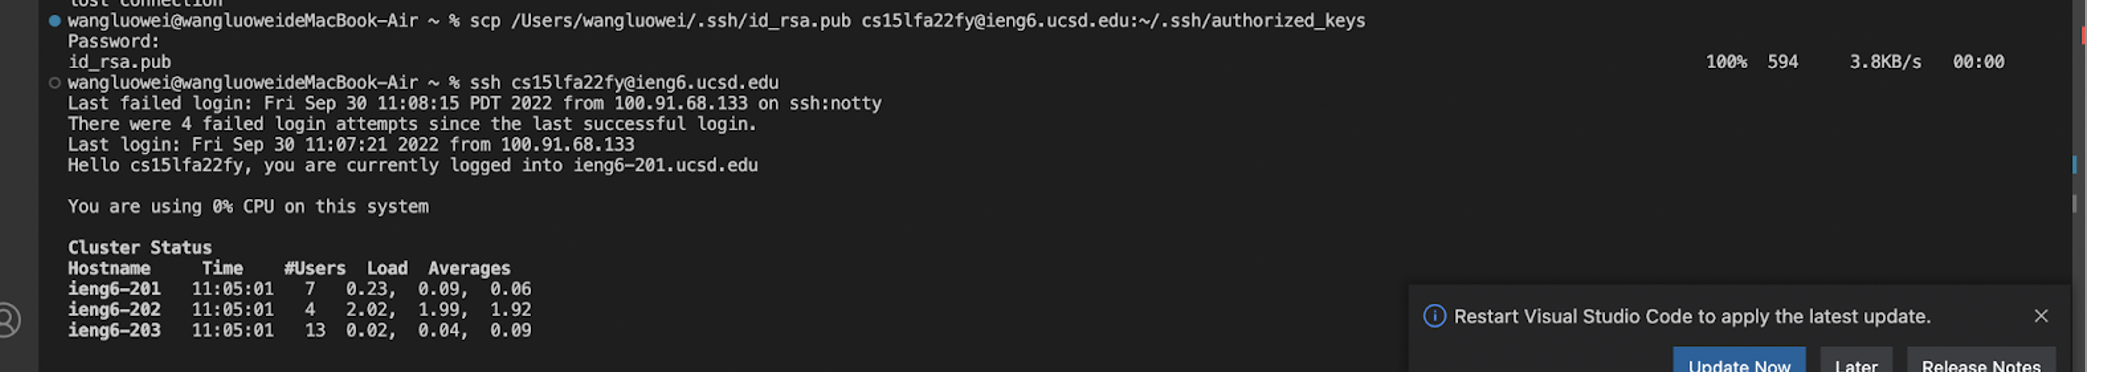 lost connection
wangluowei@wangluoweideMacBook-Air ~ % scp /Users/wangluowei/.ssh/id_rsa.pub cs15lfa22fy@ieng6.ucsd.edu:~/.ssh/authorized_keys
Password:
id_rsa.pub 100% 594 3.8KB/s 00:00
wangluowei@wangluoweideMacBook-Air ~ % ssh cs15lfa22fy@ieng6.ucsd.edu
Last failed login: Fri Sep 30 11:08:15 PDT 2022 from 100.91.68.133 on ssh:notty
There were 4 failed login attempts since the last successful login.
Last login: Fri Sep 30 11:07:21 2022 from 100.91.68.133
Hello cs15lfa22fy, you are currently logged into ieng6-201.ucsd.edu
You are using 0% CPU on this system
Cluster Status
Hostname Time #Users Load Averages
ieng6-201 11:05:01 7 0.23, 0.09, 0.06
ieng6-202 11:05:01 4 2.02, 1.99, 1.92
ieng6-203 11:05:01 13 0.02, 0.04, 0.09
Restart Visual Studio Code to apply the latest update.
Update Now Later Release Notes